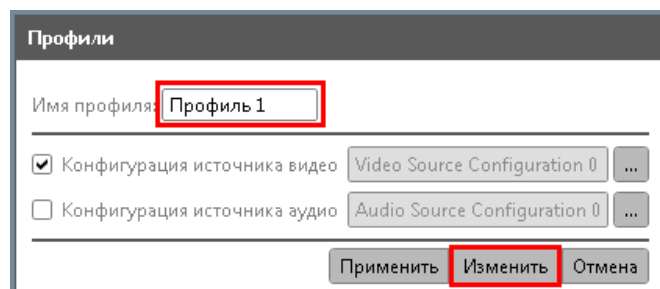 Профили
Имя профиля: Профиль 1
Конфигурация источника видео Video Source Configuration 0 ...
Конфигурация источника аудио Audio Source Configuration 0 ...
Применить Изменить Отмена